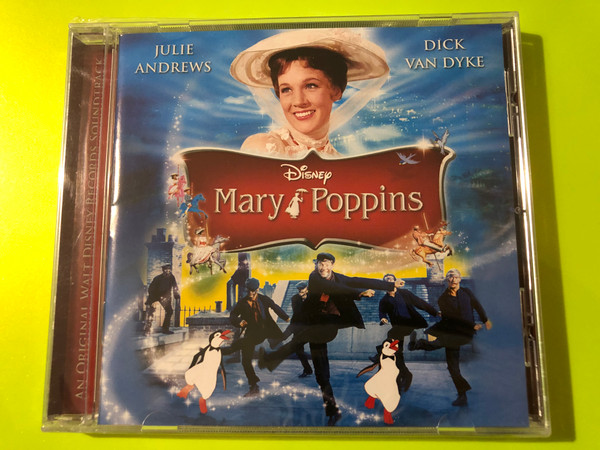 JULIE
ANDREWS
DICK
VAN DYKE
Disney
Mary Poppins
AN ORIGINAL WALT DISNEY RECORDS SOUNDTRACK